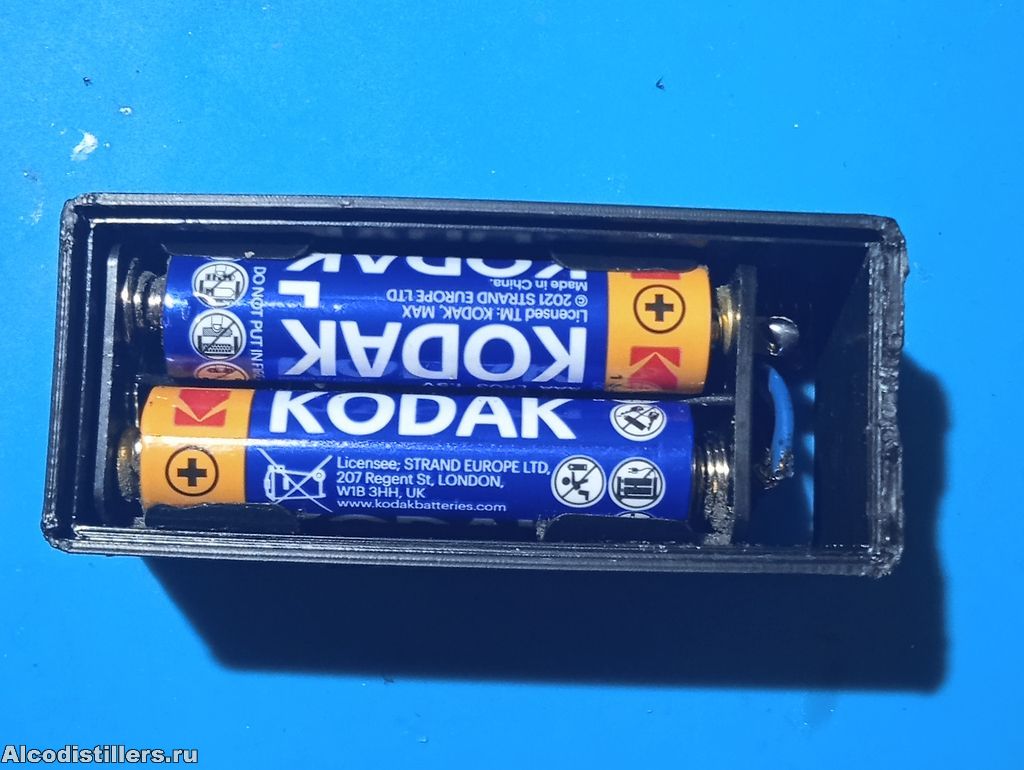 DO NOT PUT IN
KODAK
Made in China.
© 2021 STRAND EUROPE LTD
Licensed TM: KODAK, MAX
KODAK
KODAK
Licensee; STRAND EUROPE LTD,
207 Regent St, LONDON,
W1B 3HH, UK
www.kodakbatteries.com
Alcodistillers.ru